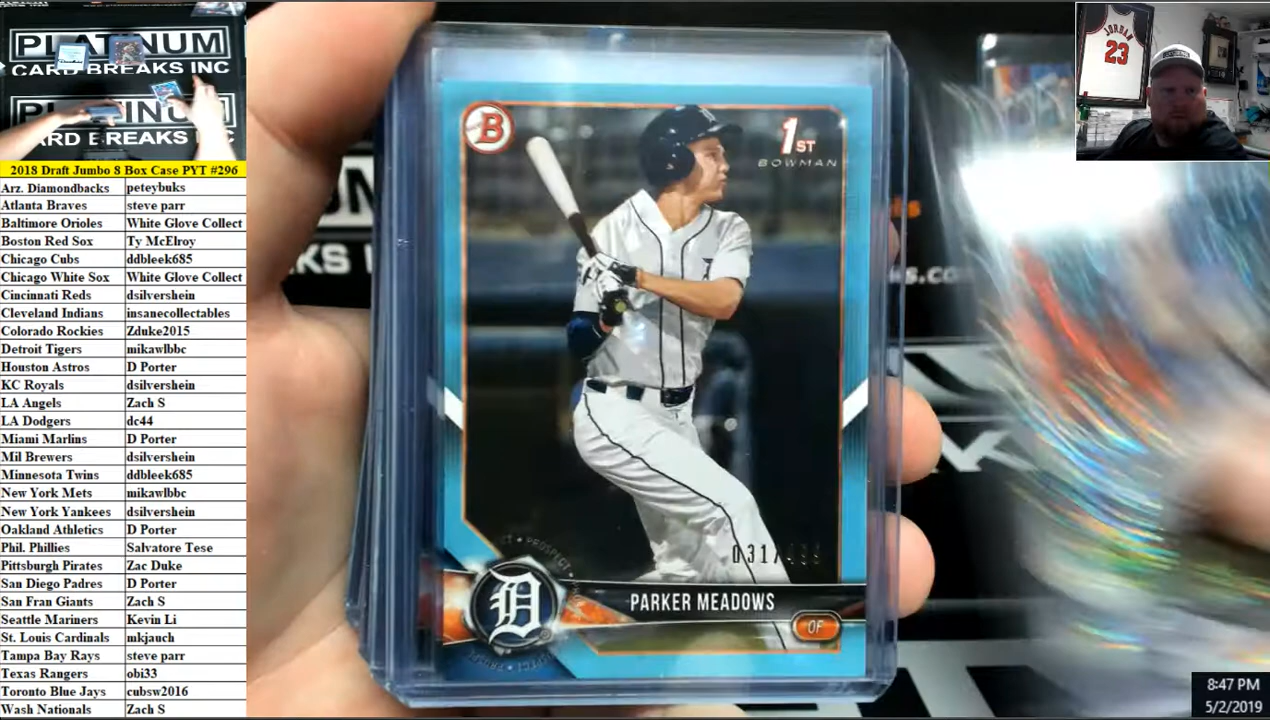 PLATINUM
CARD BREAKS INC
2018 Draft Jumbo 8 Box Case PYT #296
Arz. Diamondbacks peteybuks
Atlanta Braves steve parr
Baltimore Orioles White Glove Collect
Boston Red Sox Ty McElroy
Chicago Cubs ddbleek685
Chicago White Sox White Glove Collect
Cincinnati Reds dsilvershein
Cleveland Indians insanecollectables
Colorado Rockies Zduke2015
Detroit Tigers mikawlbbc
Houston Astros D Porter
KC Royals dsilvershein
LA Angels Zach S
LA Dodgers dc44
Miami Marlins D Porter
Mil Brewers dsilvershein
Minnesota Twins ddbleek685
New York Mets mikawlbbc
New York Yankees dsilvershein
Oakland Athletics D Porter
Phil. Phillies Salvatore Tese
Pittsburgh Pirates Zac Duke
San Diego Padres D Porter
San Fran Giants Zach S
Seattle Mariners Kevin Li
St. Louis Cardinals mkjauch
Tampa Bay Rays steve parr
Texas Rangers obi33
Toronto Blue Jays cubsw2016
Wash Nationals Zach S
B
1ST
BOWMAN
031/
D
PROSPECT
PARKER MEADOWS
OF
JORDAN
23
8:47 PM
5/2/2019